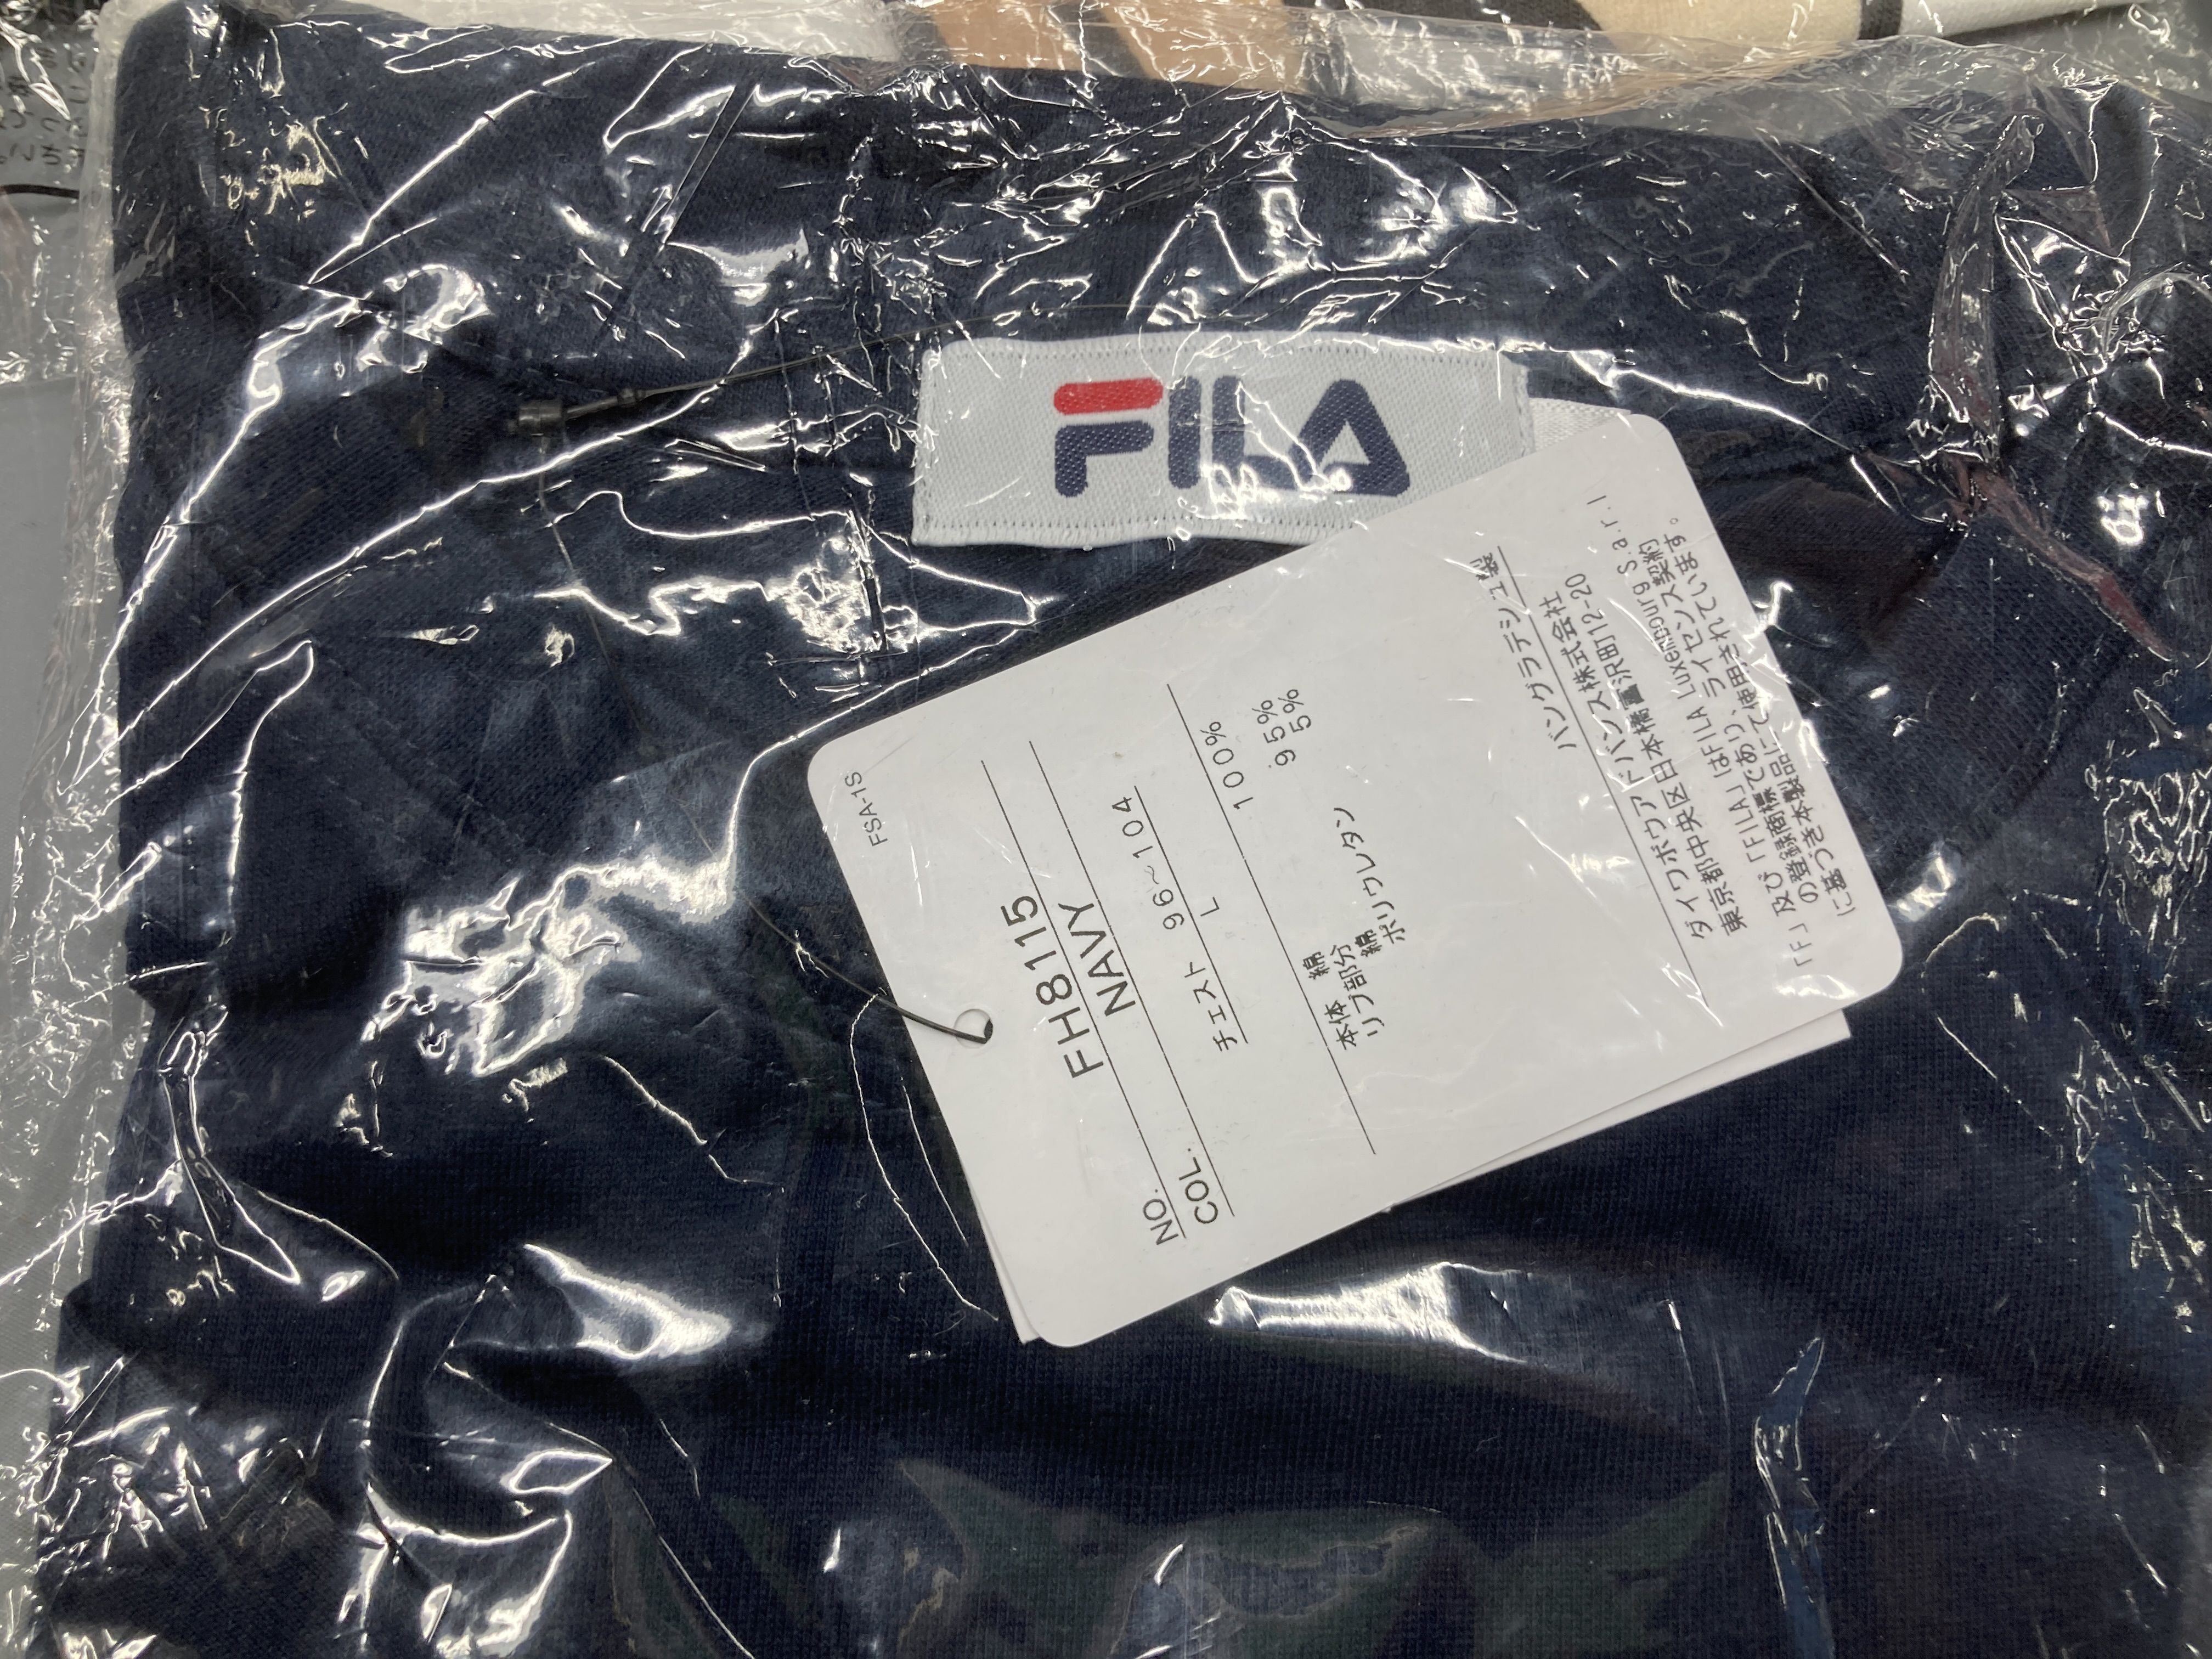 FILA
FSA-1S
NO. FH8115
COL. NAVY
チェスト 96~104
L
本体 綿 100%
リブ部分 綿 95%
ポリウレタン 5%
バングラデシュ製
ダイワボウアドバンス株式会社
東京都中央区日本橋富沢町12-20
「F」及び「FILA」はFILA Luxembourg S.a.r.l
の登録商標であり、ライセンス契約
に基づき本製品にて使用されています。